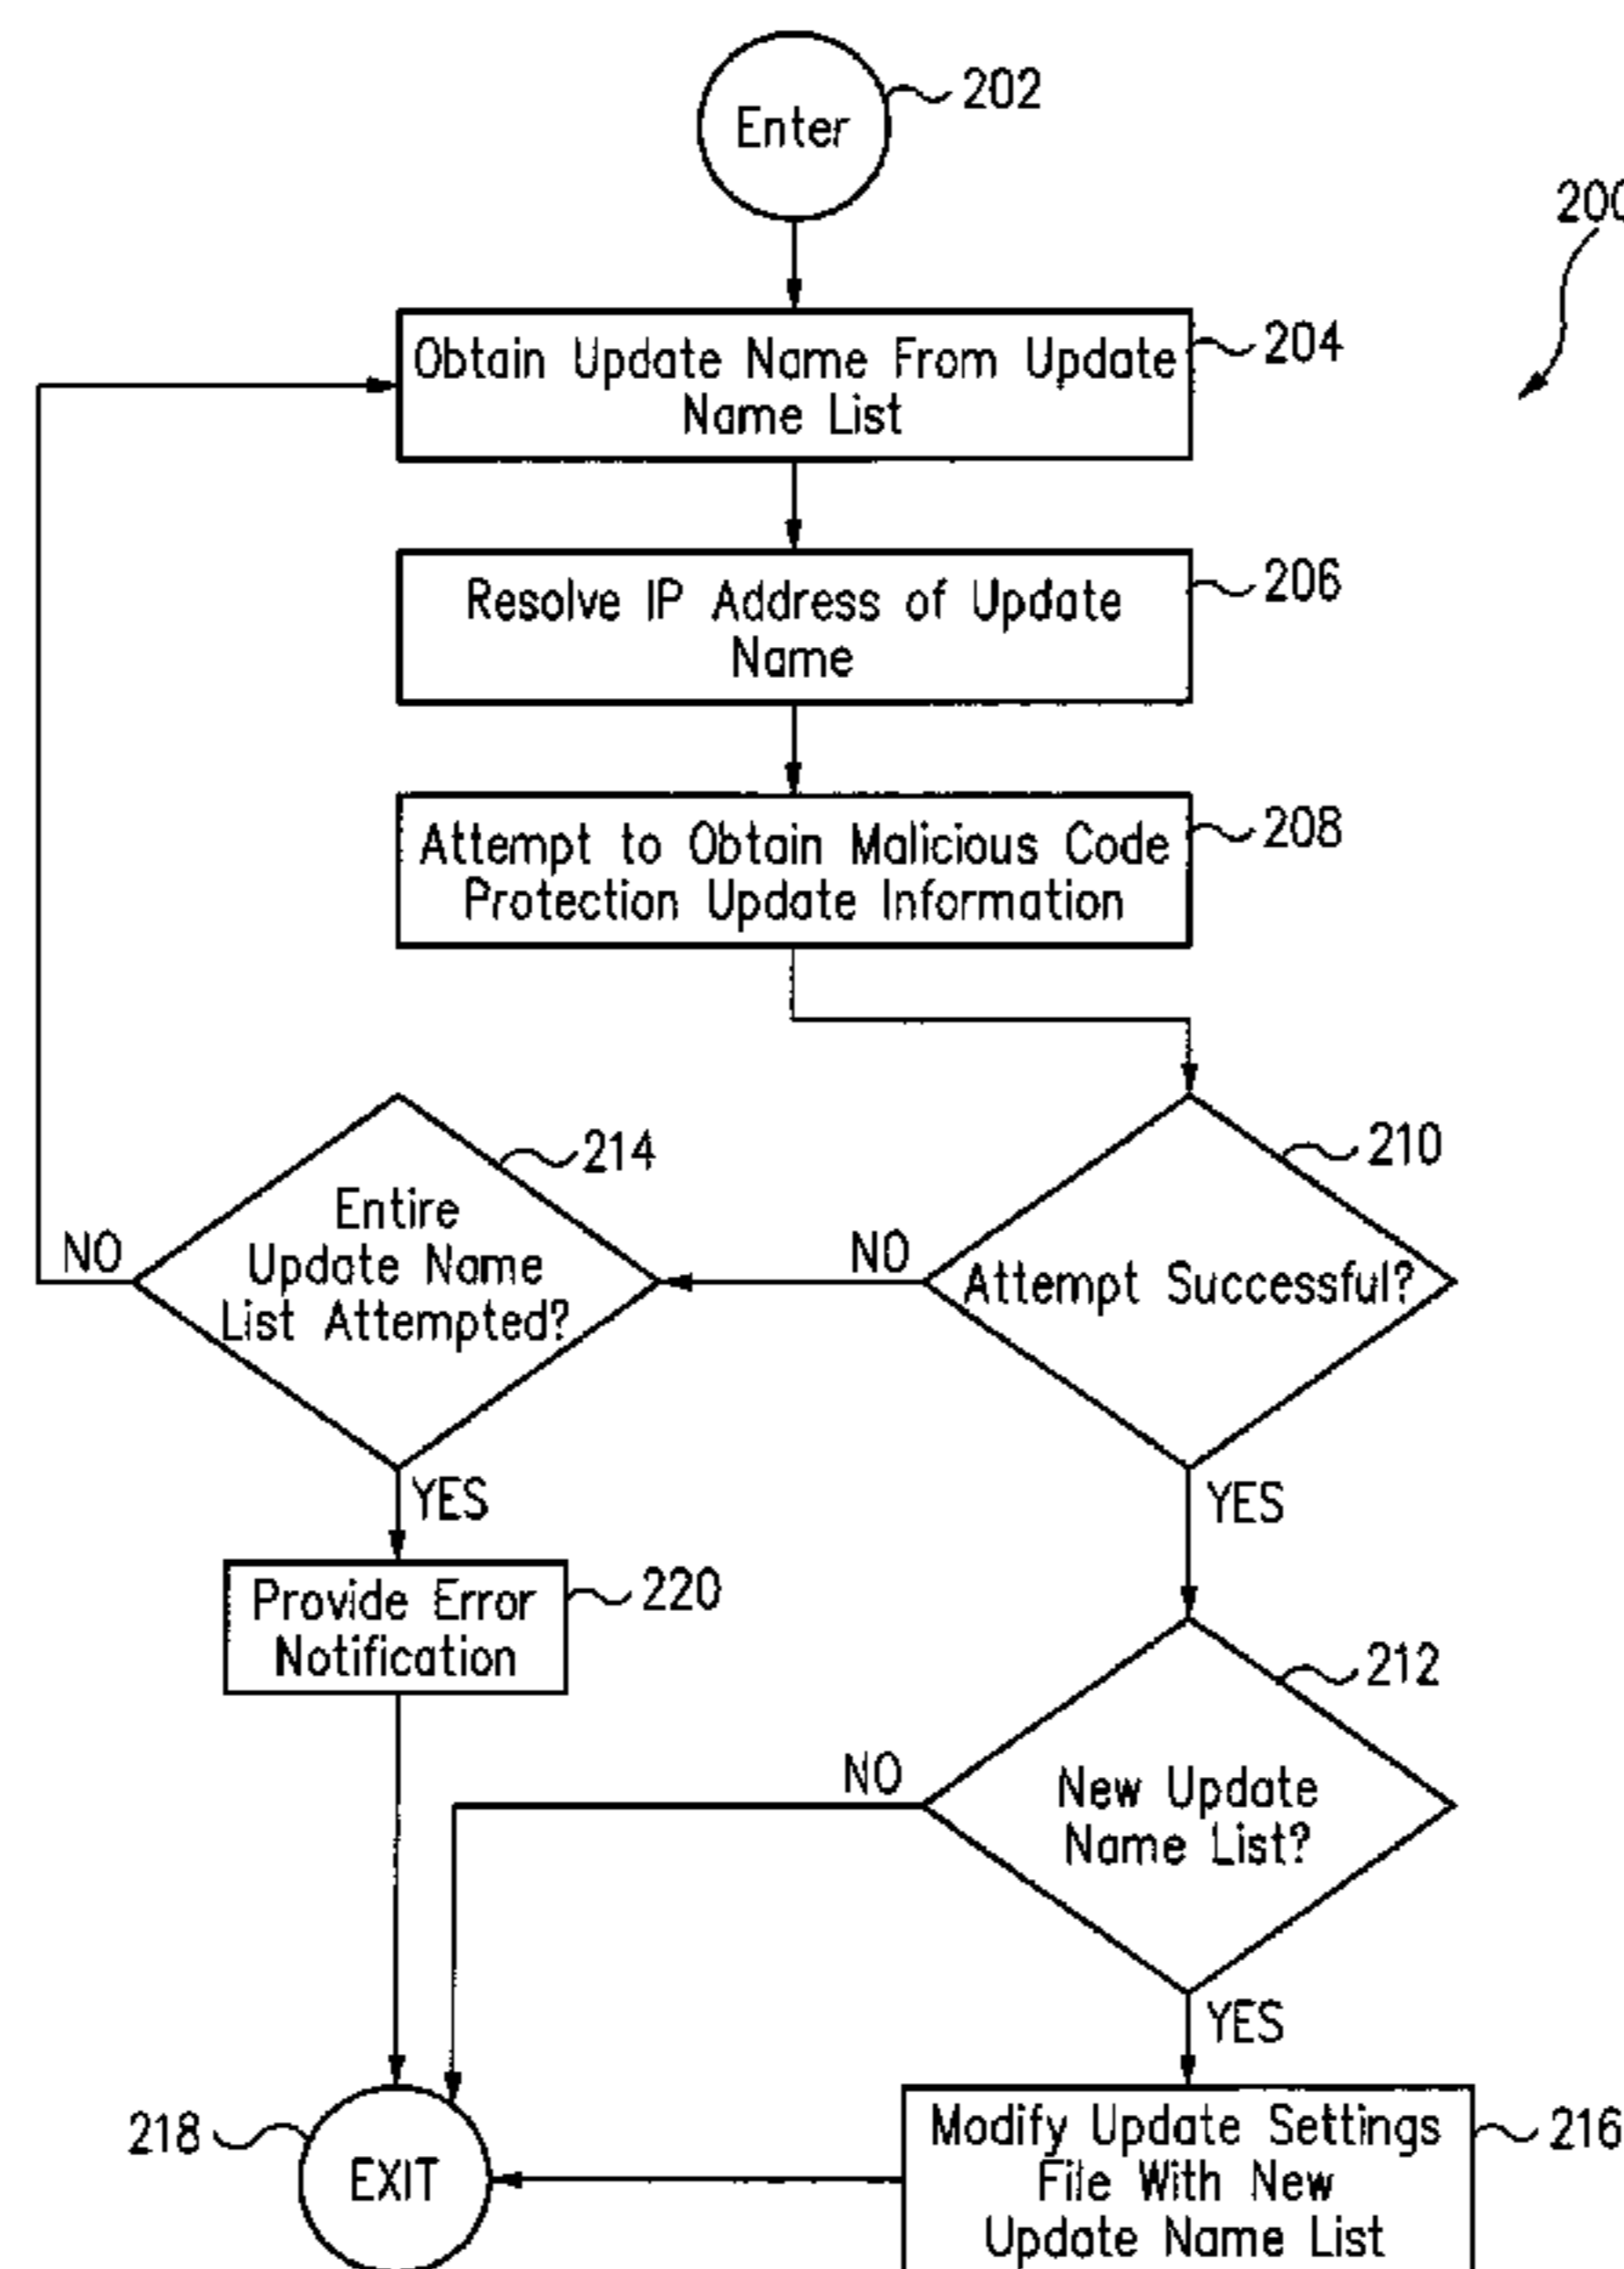 Enter
202
200
Obtain Update Name From Update
Name List
204
Resolve IP Address of Update
Name
206
Attempt to Obtain Malicious Code
Protection Update Information
208
214
Entire
Update Name
List Attempted?
NO
NO
210
Attempt Successful?
YES
YES
Provide Error
Notification
220
212
New Update
Name List?
NO
YES
218
EXIT
Modify Update Settings
File With New
Update Name List
216